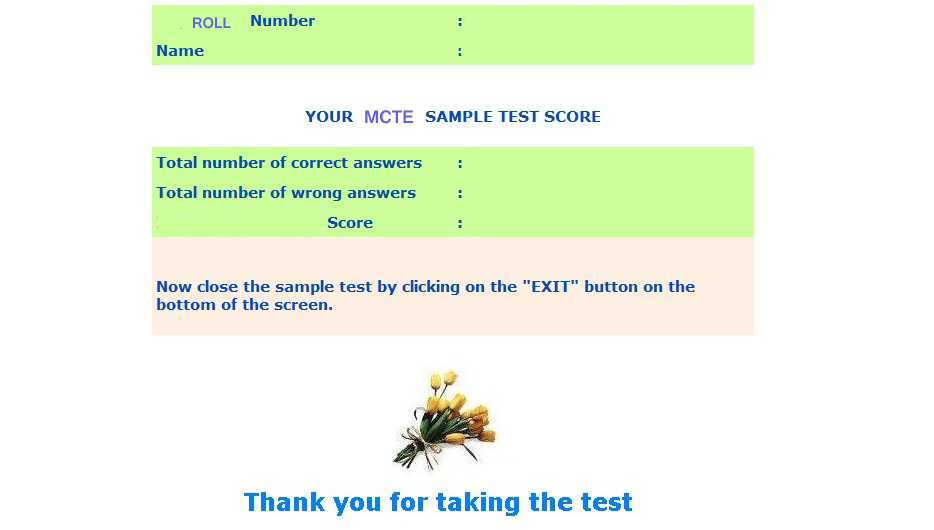 ROLL Number :
Name :
YOUR MCTE SAMPLE TEST SCORE
Total number of correct answers :
Total number of wrong answers :
Score :
Now close the sample test by clicking on the "EXIT" button on the
bottom of the screen.
Thank you for taking the test